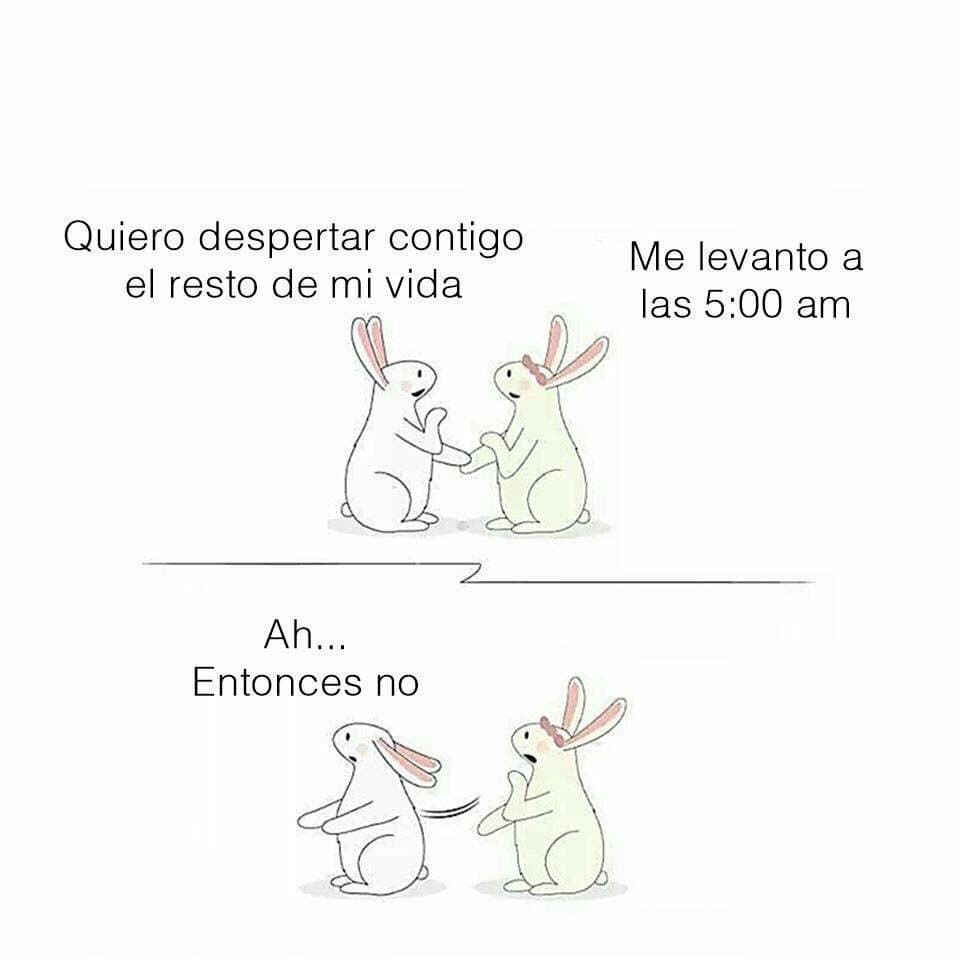 Quiero despertar contigo
el resto de mi vida
Me levanto a
las 5:00 am
Ah...
Entonces no